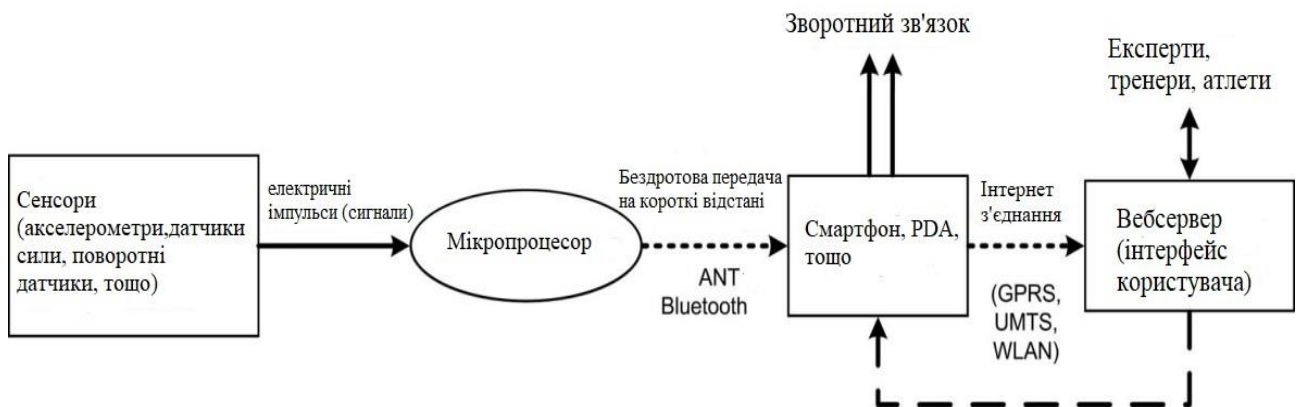 Зворотний зв'язок
Експерти,
тренери, атлети
Сенсори
(акселерометри,датчики
сили, поворотні
датчики, тощо)
електричні
імпульси (сигнали)
Мікропроцесор
Бездротова передача
на короткі відстані
ANT
Bluetooth
Смартфон, PDA,
тощо
Інтернет
з'єднання
(GPRS,
UMTS,
WLAN)
Вебсервер
(інтерфейс
користувача)